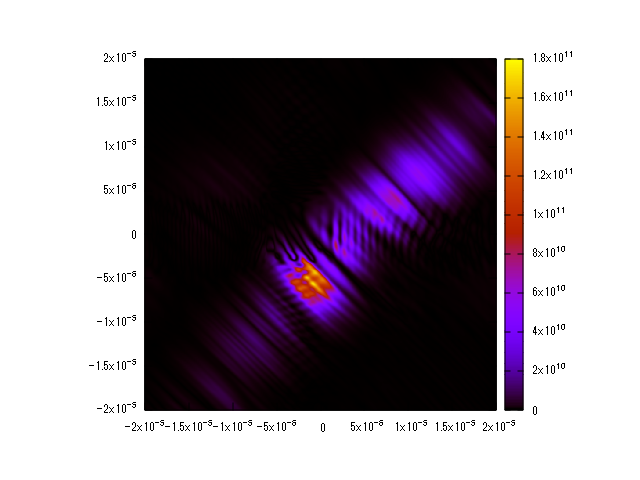 2x10⁻⁵
1.5x10⁻⁵
1x10⁻⁵
5x10⁻⁶
0
−5x10⁻⁶
−1x10⁻⁵
−1.5x10⁻⁵
−2x10⁻⁵
−2x10⁻⁵ −1.5x10⁻⁵ −1x10⁻⁵ −5x10⁻⁶ 0 5x10⁻⁶ 1x10⁻⁵ 1.5x10⁻⁵ 2x10⁻⁵
1.8x10¹¹
1.6x10¹¹
1.4x10¹¹
1.2x10¹¹
1x10¹¹
8x10¹⁰
6x10¹⁰
4x10¹⁰
2x10¹⁰
0